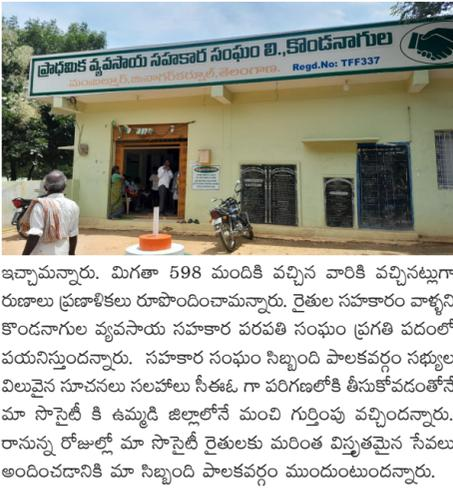 ప్రాథమిక వ్యవసాయ సహకార సంఘం లి., కొండనాగుల
Regd.No: TFF337
ఇచ్చామన్నారు. మిగతా 598 మందికి వచ్చిన వారికి వచ్చినట్లుగా
రుణాలు ప్రణాళికలు రూపొందించామన్నారు. రైతుల సహకారం వాళ్ళని
కొండనాగుల వ్యవసాయ సహకార పరవతి సంఘం ప్రగతి పదంలో
పయనిస్తుందన్నారు. సహకార సంఘం సిబ్బంది పాలకవర్గం సభ్యుల
విలువైన సూచనలు సలహాలు సీఈఓ గా పరిగణలోకి తీసుకోవడంతోనే
మా సొసైటీ కి ఉమ్మడి జిల్లాలోనే మంచి గుర్తింపు వచ్చిందన్నారు.
రానున్న రోజుల్లో మా సొసైటీ రైతులకు మరింత విస్తృతమైన సేవలు
అందించడానికి మా సిబ్బంది పాలకవర్గం ముందుంటుందన్నారు.